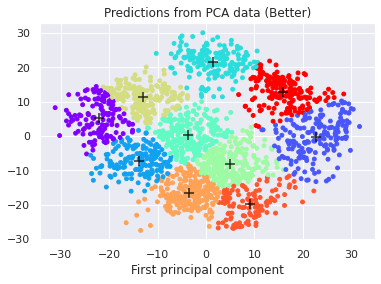 Predictions from PCA data (Better)
30
20
10
0
−10
−20
−30
−30 −20 −10 0 10 20 30
First principal component